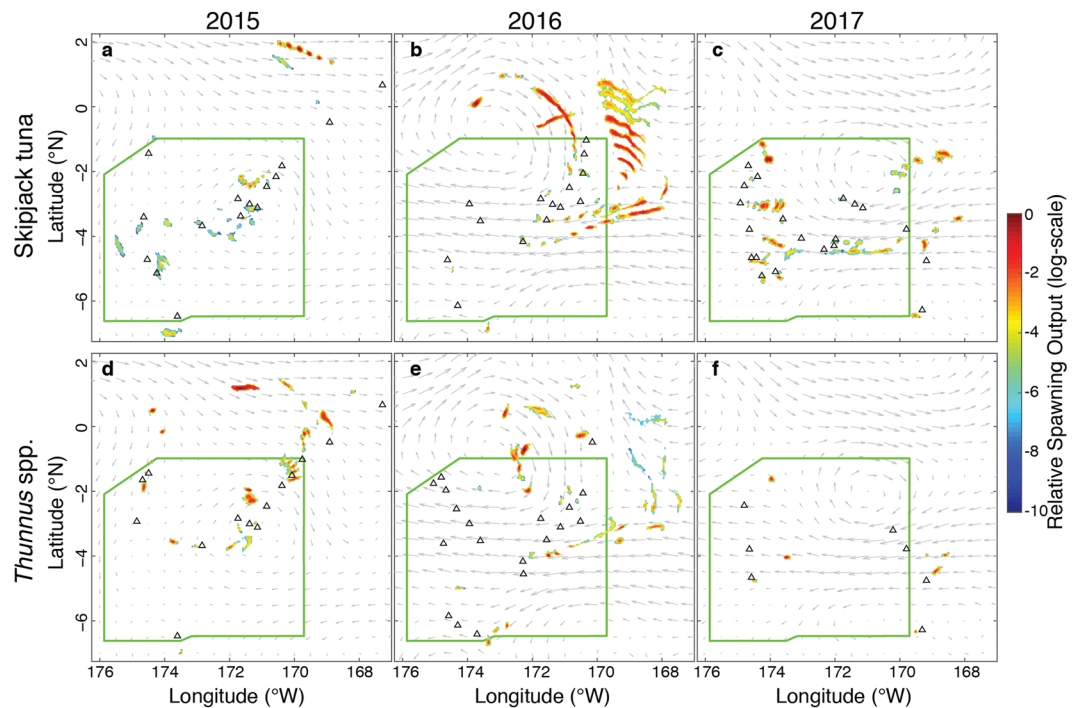 2015 2016 2017
Skipjack tuna
Latitude (°N)
2
0
-2
-4
-6
a
b
c
Thunnus spp.
Latitude (°N)
2
0
-2
-4
-6
d
e
f
176 174 172 170 168 176 174 172 170 168 176 174 172 170 168
Longitude (°W) Longitude (°W) Longitude (°W)
0
-2
-4
-6
-8
-10
Relative Spawning Output (log-scale)